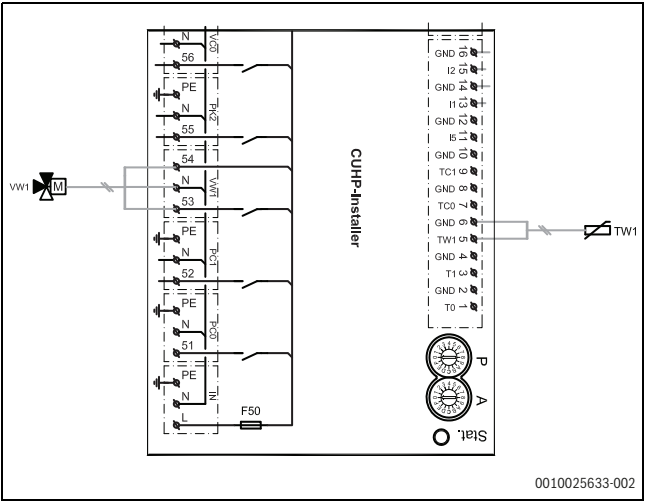 N
VC0
56
PE
PK2
N
55
54
N
VW1
53
PE
PC1
N
52
PE
PC0
N
51
PE
IN
N
L
F50
VW1
M
CUHP-Installer
GND 16
I2 15
GND 14
I1 13
GND 12
I5 11
GND 10
TC1 9
GND 8
TC0 7
GND 6
TW1 5
GND 4
T1 3
GND 2
T0 1
TW1
P
A
Stat.
0010025633-002